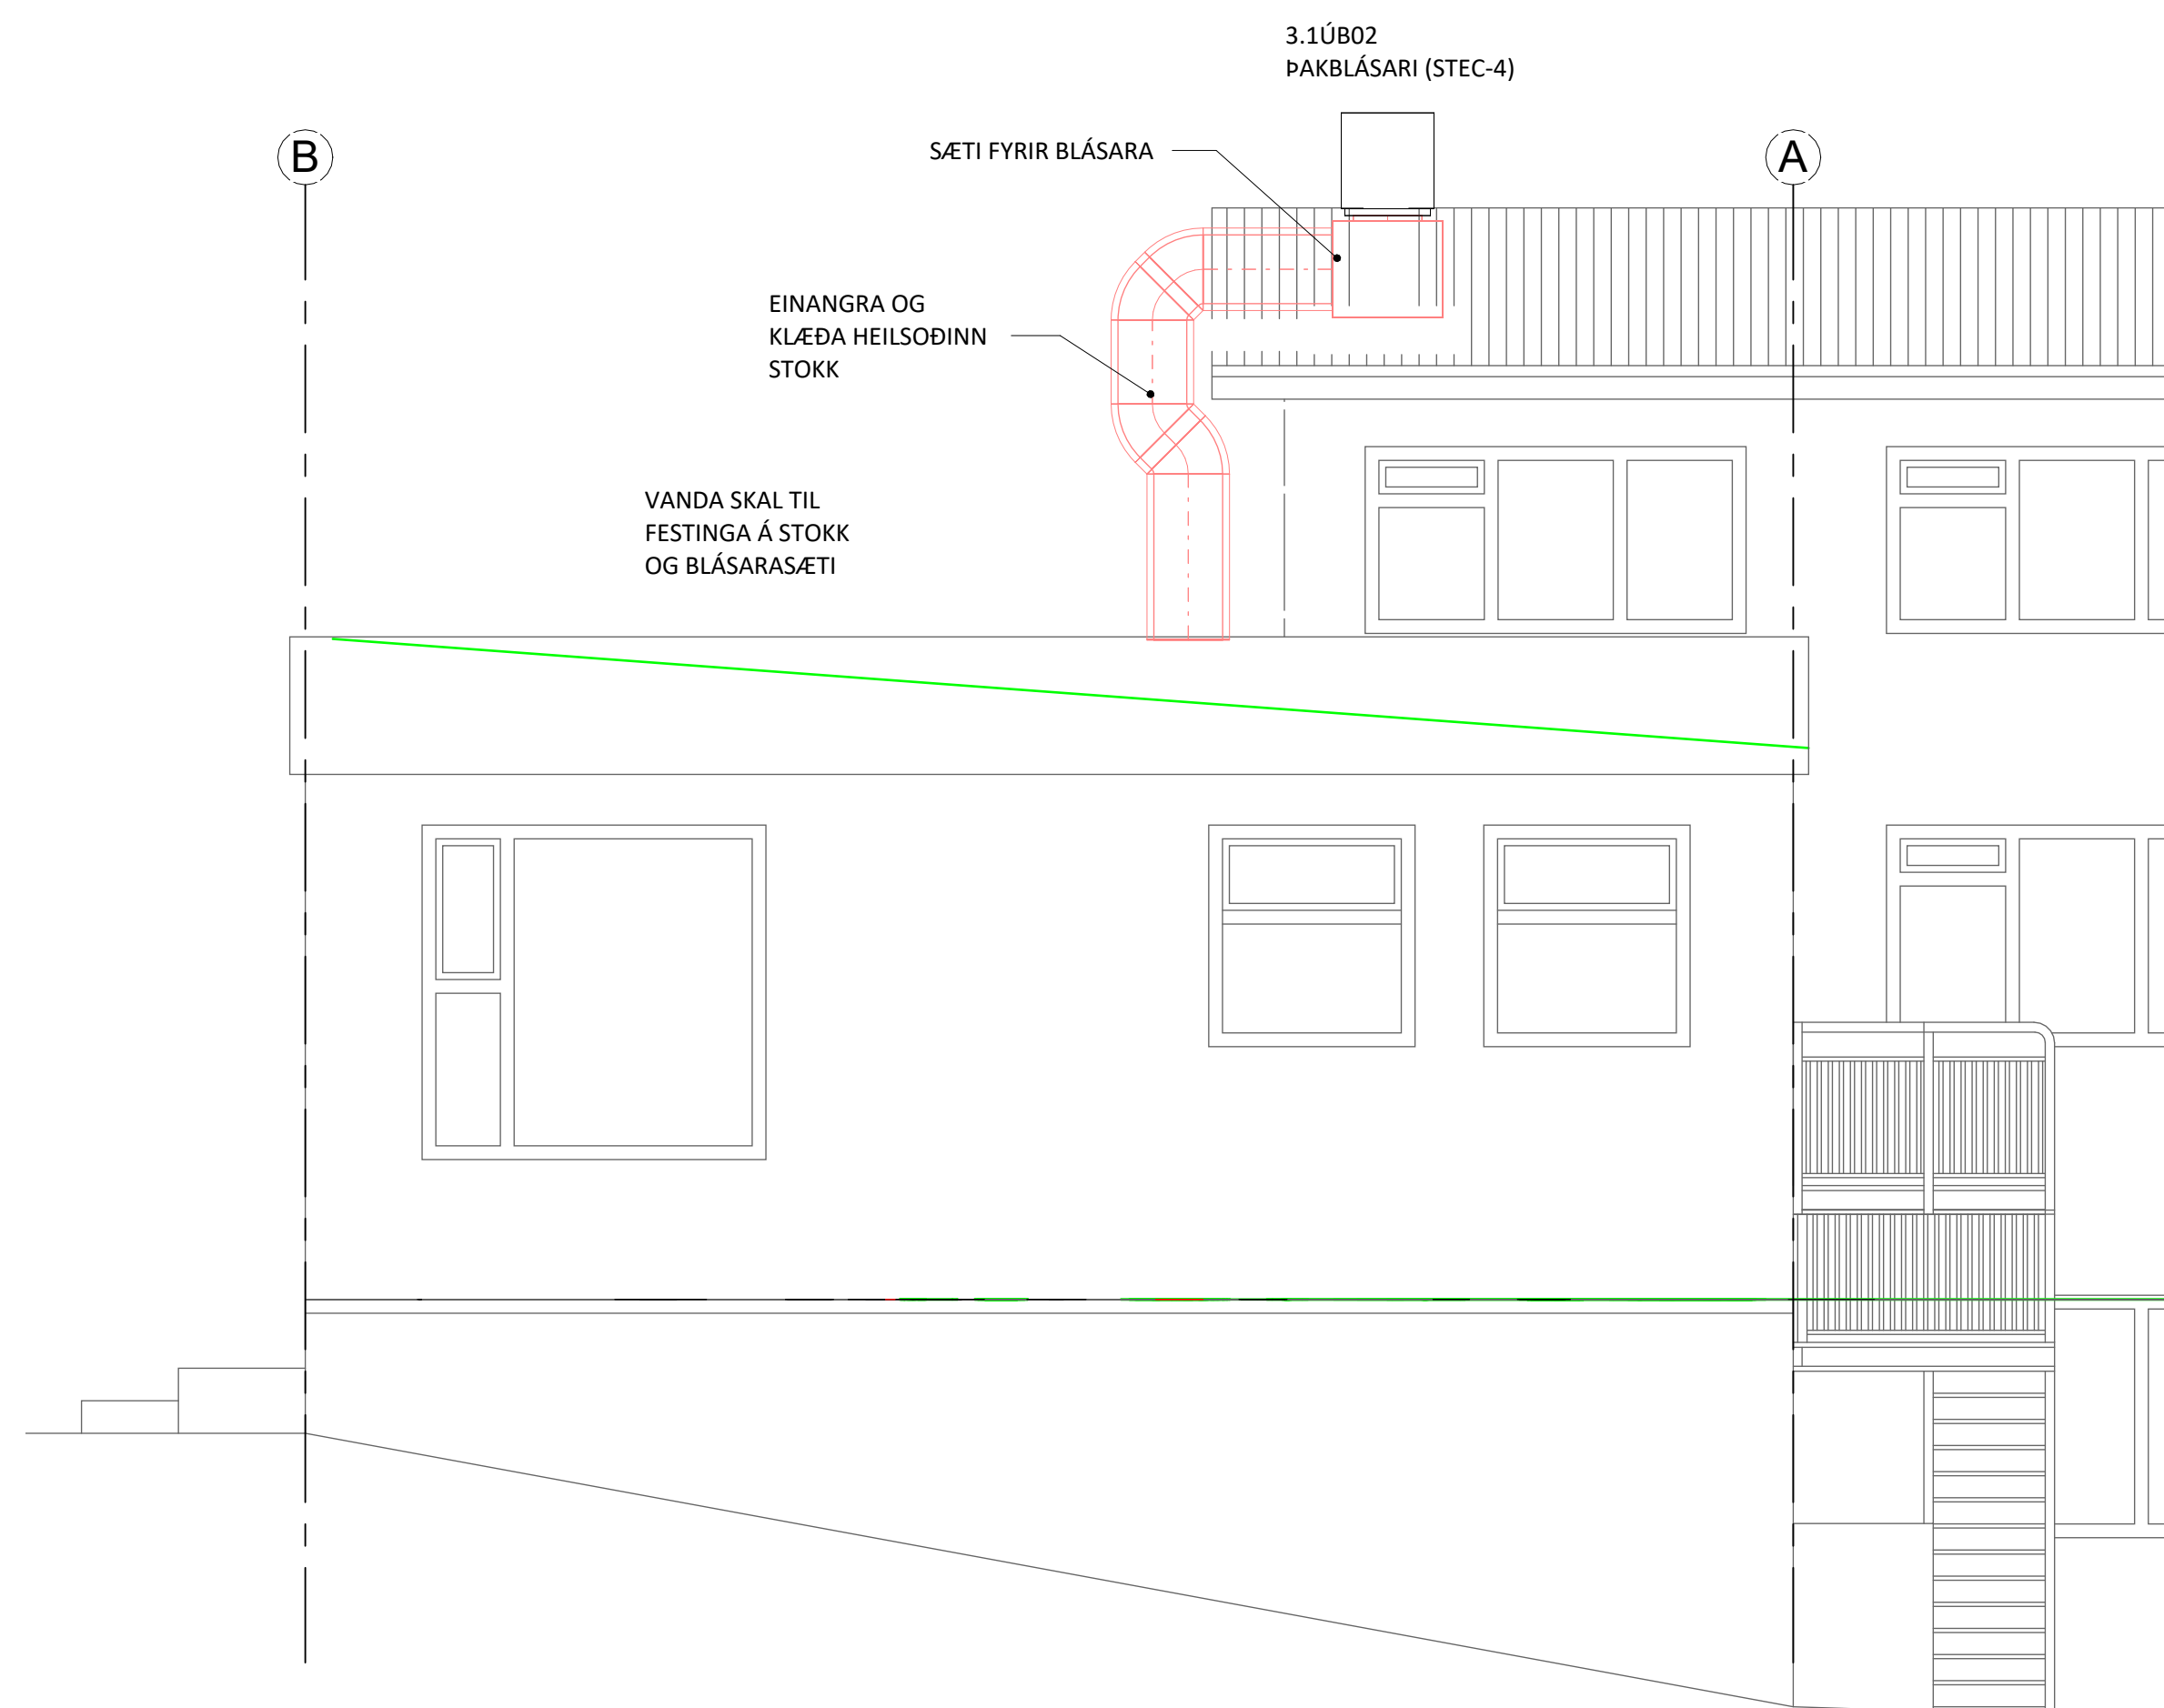 3.1ÚB02
ÞAKBLÁSARI (STEC-4)
B
SÆTI FYRIR BLÁSARA
A
EINANGRA OG
KLÆÐA HEILSOÐINN
STOKK
VANDA SKAL TIL
FESTINGA Á STOKK
OG BLÁSARASÆTI